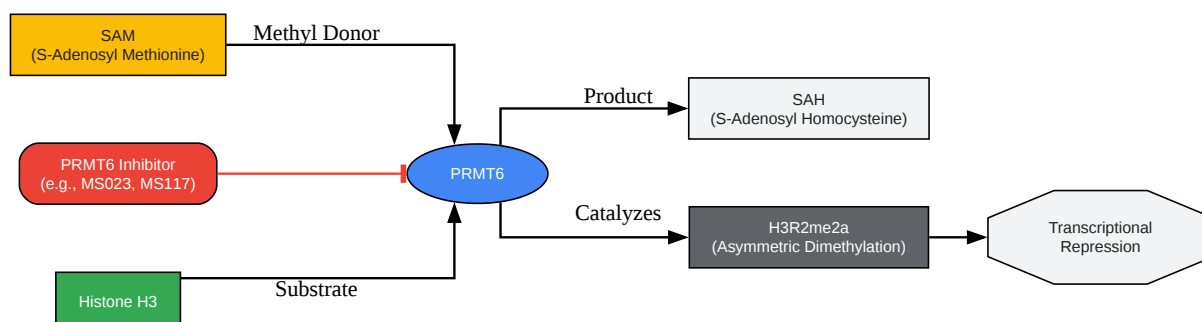 SAM
(S-Adenosyl Methionine)
Methyl Donor
PRMT6 Inhibitor
(e.g., MS023, MS117)
Histone H3
Substrate
PRMT6
Product
SAH
(S-Adenosyl Homocysteine)
Catalyzes
H3R2me2a
(Asymmetric Dimethylation)
Transcriptional
Repression